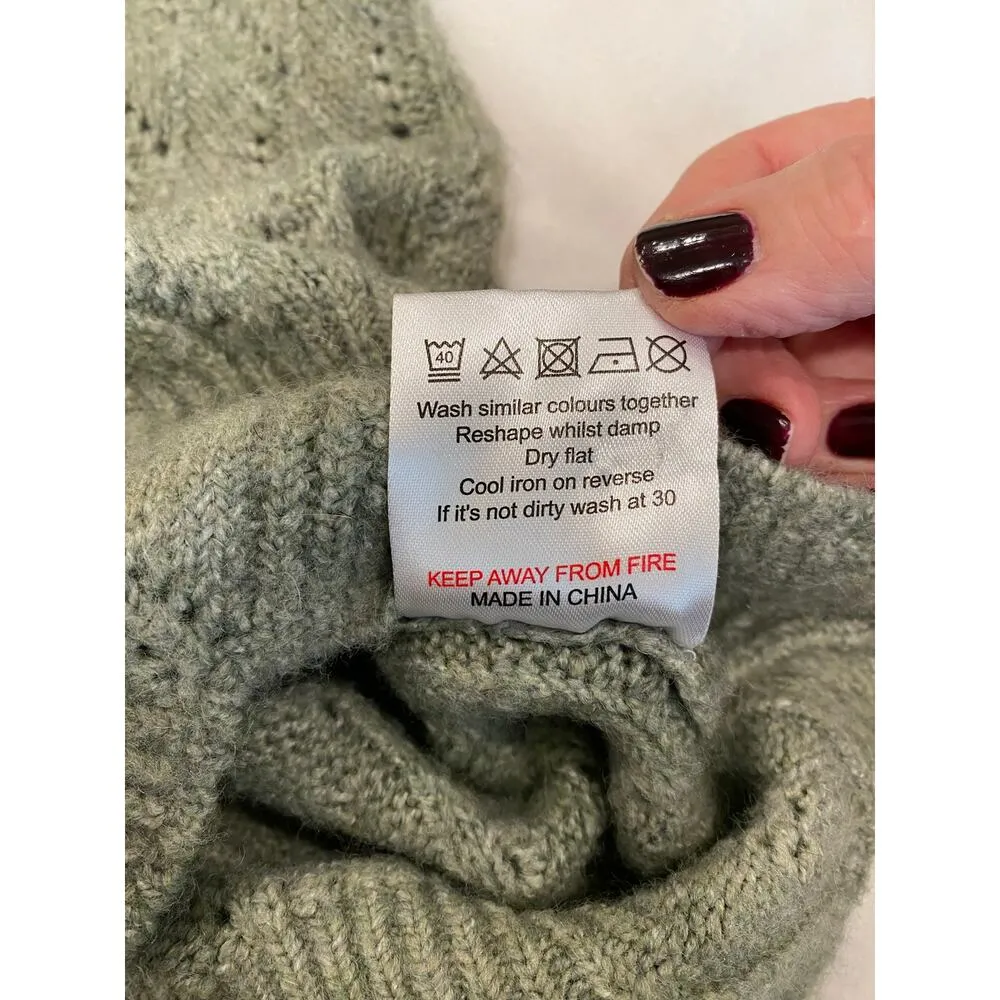 40
Wash similar colours together
Reshape whilst damp
Dry flat
Cool iron on reverse
If it's not dirty wash at 30
KEEP AWAY FROM FIRE
MADE IN CHINA